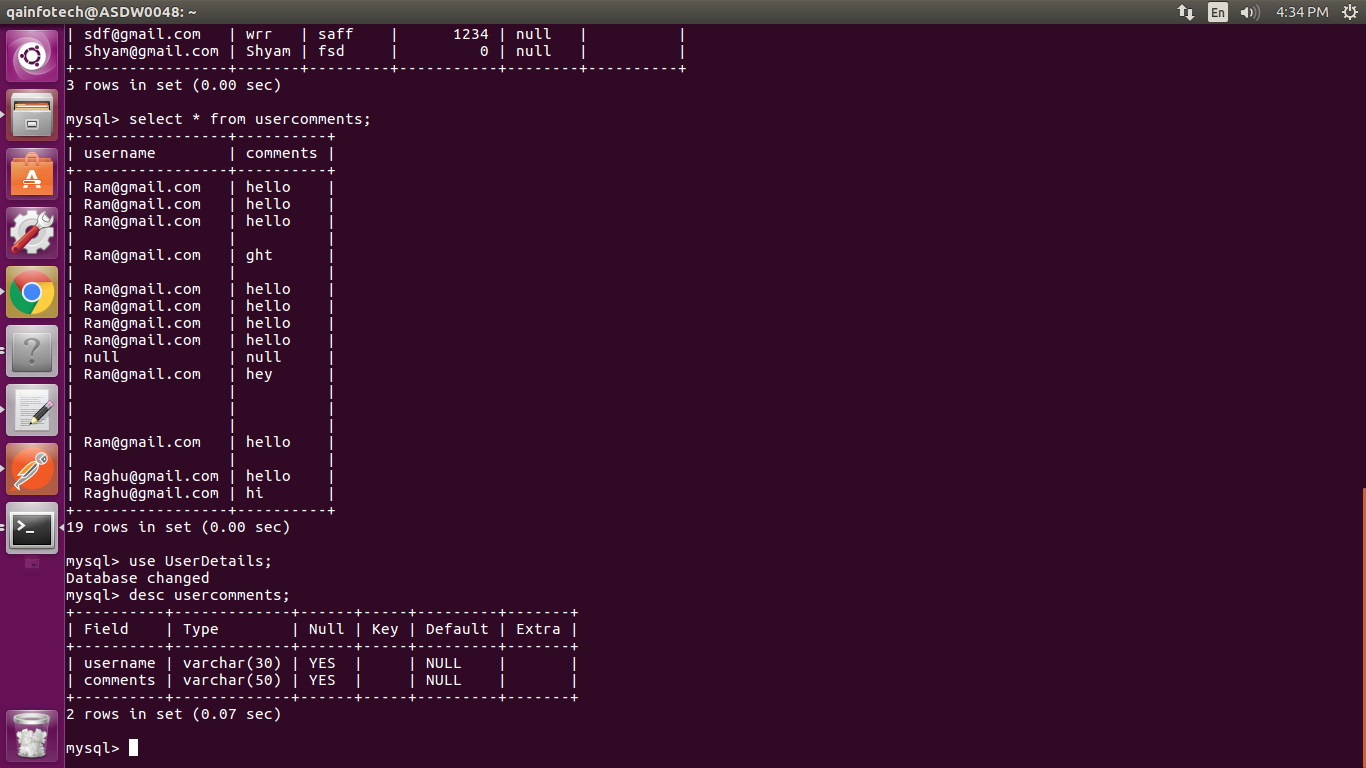 qainfotech@ASDW0048: ~ En 4:34 PM
| sdf@gmail.com   | wrr   | saff    |      1234 | null   |          |
| Shyam@gmail.com | Shyam | fsd     |         0 | null   |          |
+-----------------+-------+---------+-----------+--------+----------+
3 rows in set (0.00 sec)
mysql> select * from usercomments;
+-----------------+----------+
| username        | comments |
+-----------------+----------+
| Ram@gmail.com   | hello    |
| Ram@gmail.com   | hello    |
| Ram@gmail.com   | hello    |
|                 |          |
| Ram@gmail.com   | ght      |
|                 |          |
| Ram@gmail.com   | hello    |
| Ram@gmail.com   | hello    |
| Ram@gmail.com   | hello    |
| Ram@gmail.com   | hello    |
| null            | null     |
| Ram@gmail.com   | hey      |
|                 |          |
|                 |          |
|                 |          |
| Ram@gmail.com   | hello    |
|                 |          |
| Raghu@gmail.com | hello    |
| Raghu@gmail.com | hi       |
+-----------------+----------+
19 rows in set (0.00 sec)
mysql> use UserDetails;
Database changed
mysql> desc usercomments;
+----------+-------------+------+-----+---------+-------+
| Field    | Type        | Null | Key | Default | Extra |
+----------+-------------+------+-----+---------+-------+
| username | varchar(30) | YES  |     | NULL    |       |
| comments | varchar(50) | YES  |     | NULL    |       |
+----------+-------------+------+-----+---------+-------+
2 rows in set (0.07 sec)
mysql>